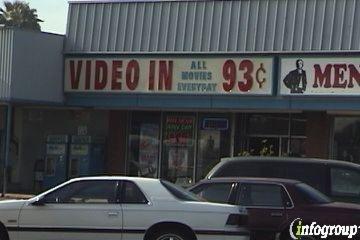 VIDEO IN
ALL
MOVIES
EVERYDAY
93¢
MEN
infogroup